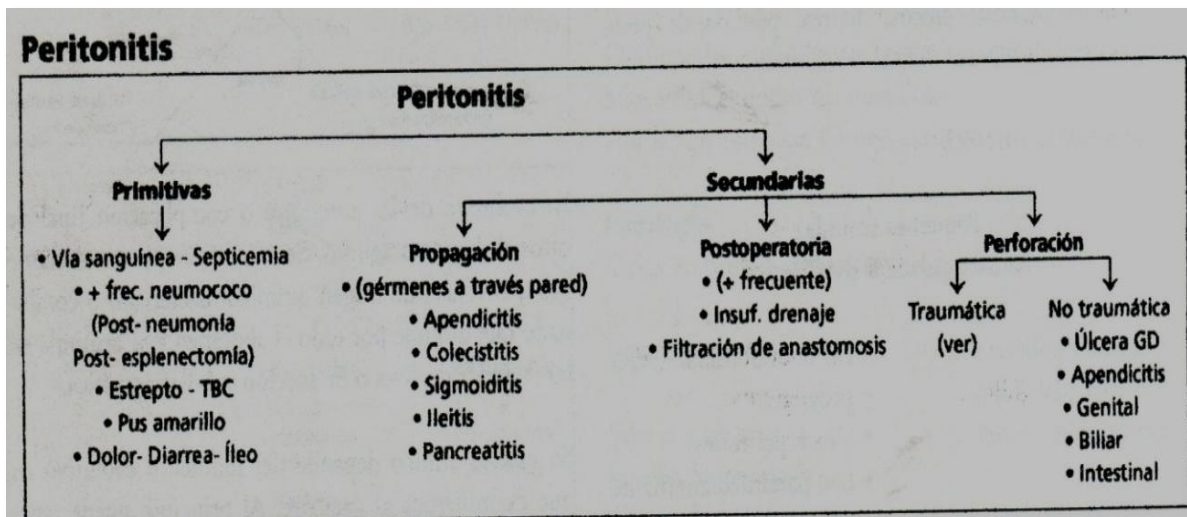 Peritonitis
Peritonitis
Primitivas
• Vía sanguínea - Septicemia
• + frec. neumococo
(Post- neumonía
Post- esplenectomía)
• Estrepto - TBC
• Pus amarillo
• Dolor- Diarrea- Íleo
Secundarias
Propagación
• (gérmenes a través pared)
• Apendicitis
• Colecistitis
• Sigmoiditis
• Ileítis
• Pancreatitis
Postoperatoria
• (+ frecuente)
• Insuf. drenaje
• Filtración de anastomosis
Perforación
Traumática
(ver)
No traumática
• Úlcera GD
• Apendicitis
• Genital
• Biliar
• Intestinal